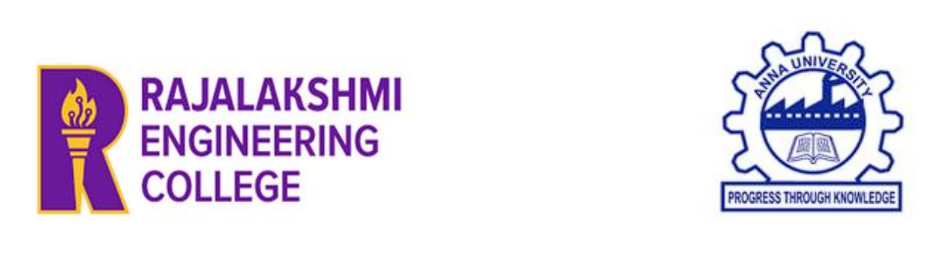 RAJALAKSHMI
ENGINEERING
COLLEGE
ANNA UNIVERSITY
PROGRESS THROUGH KNOWLEDGE